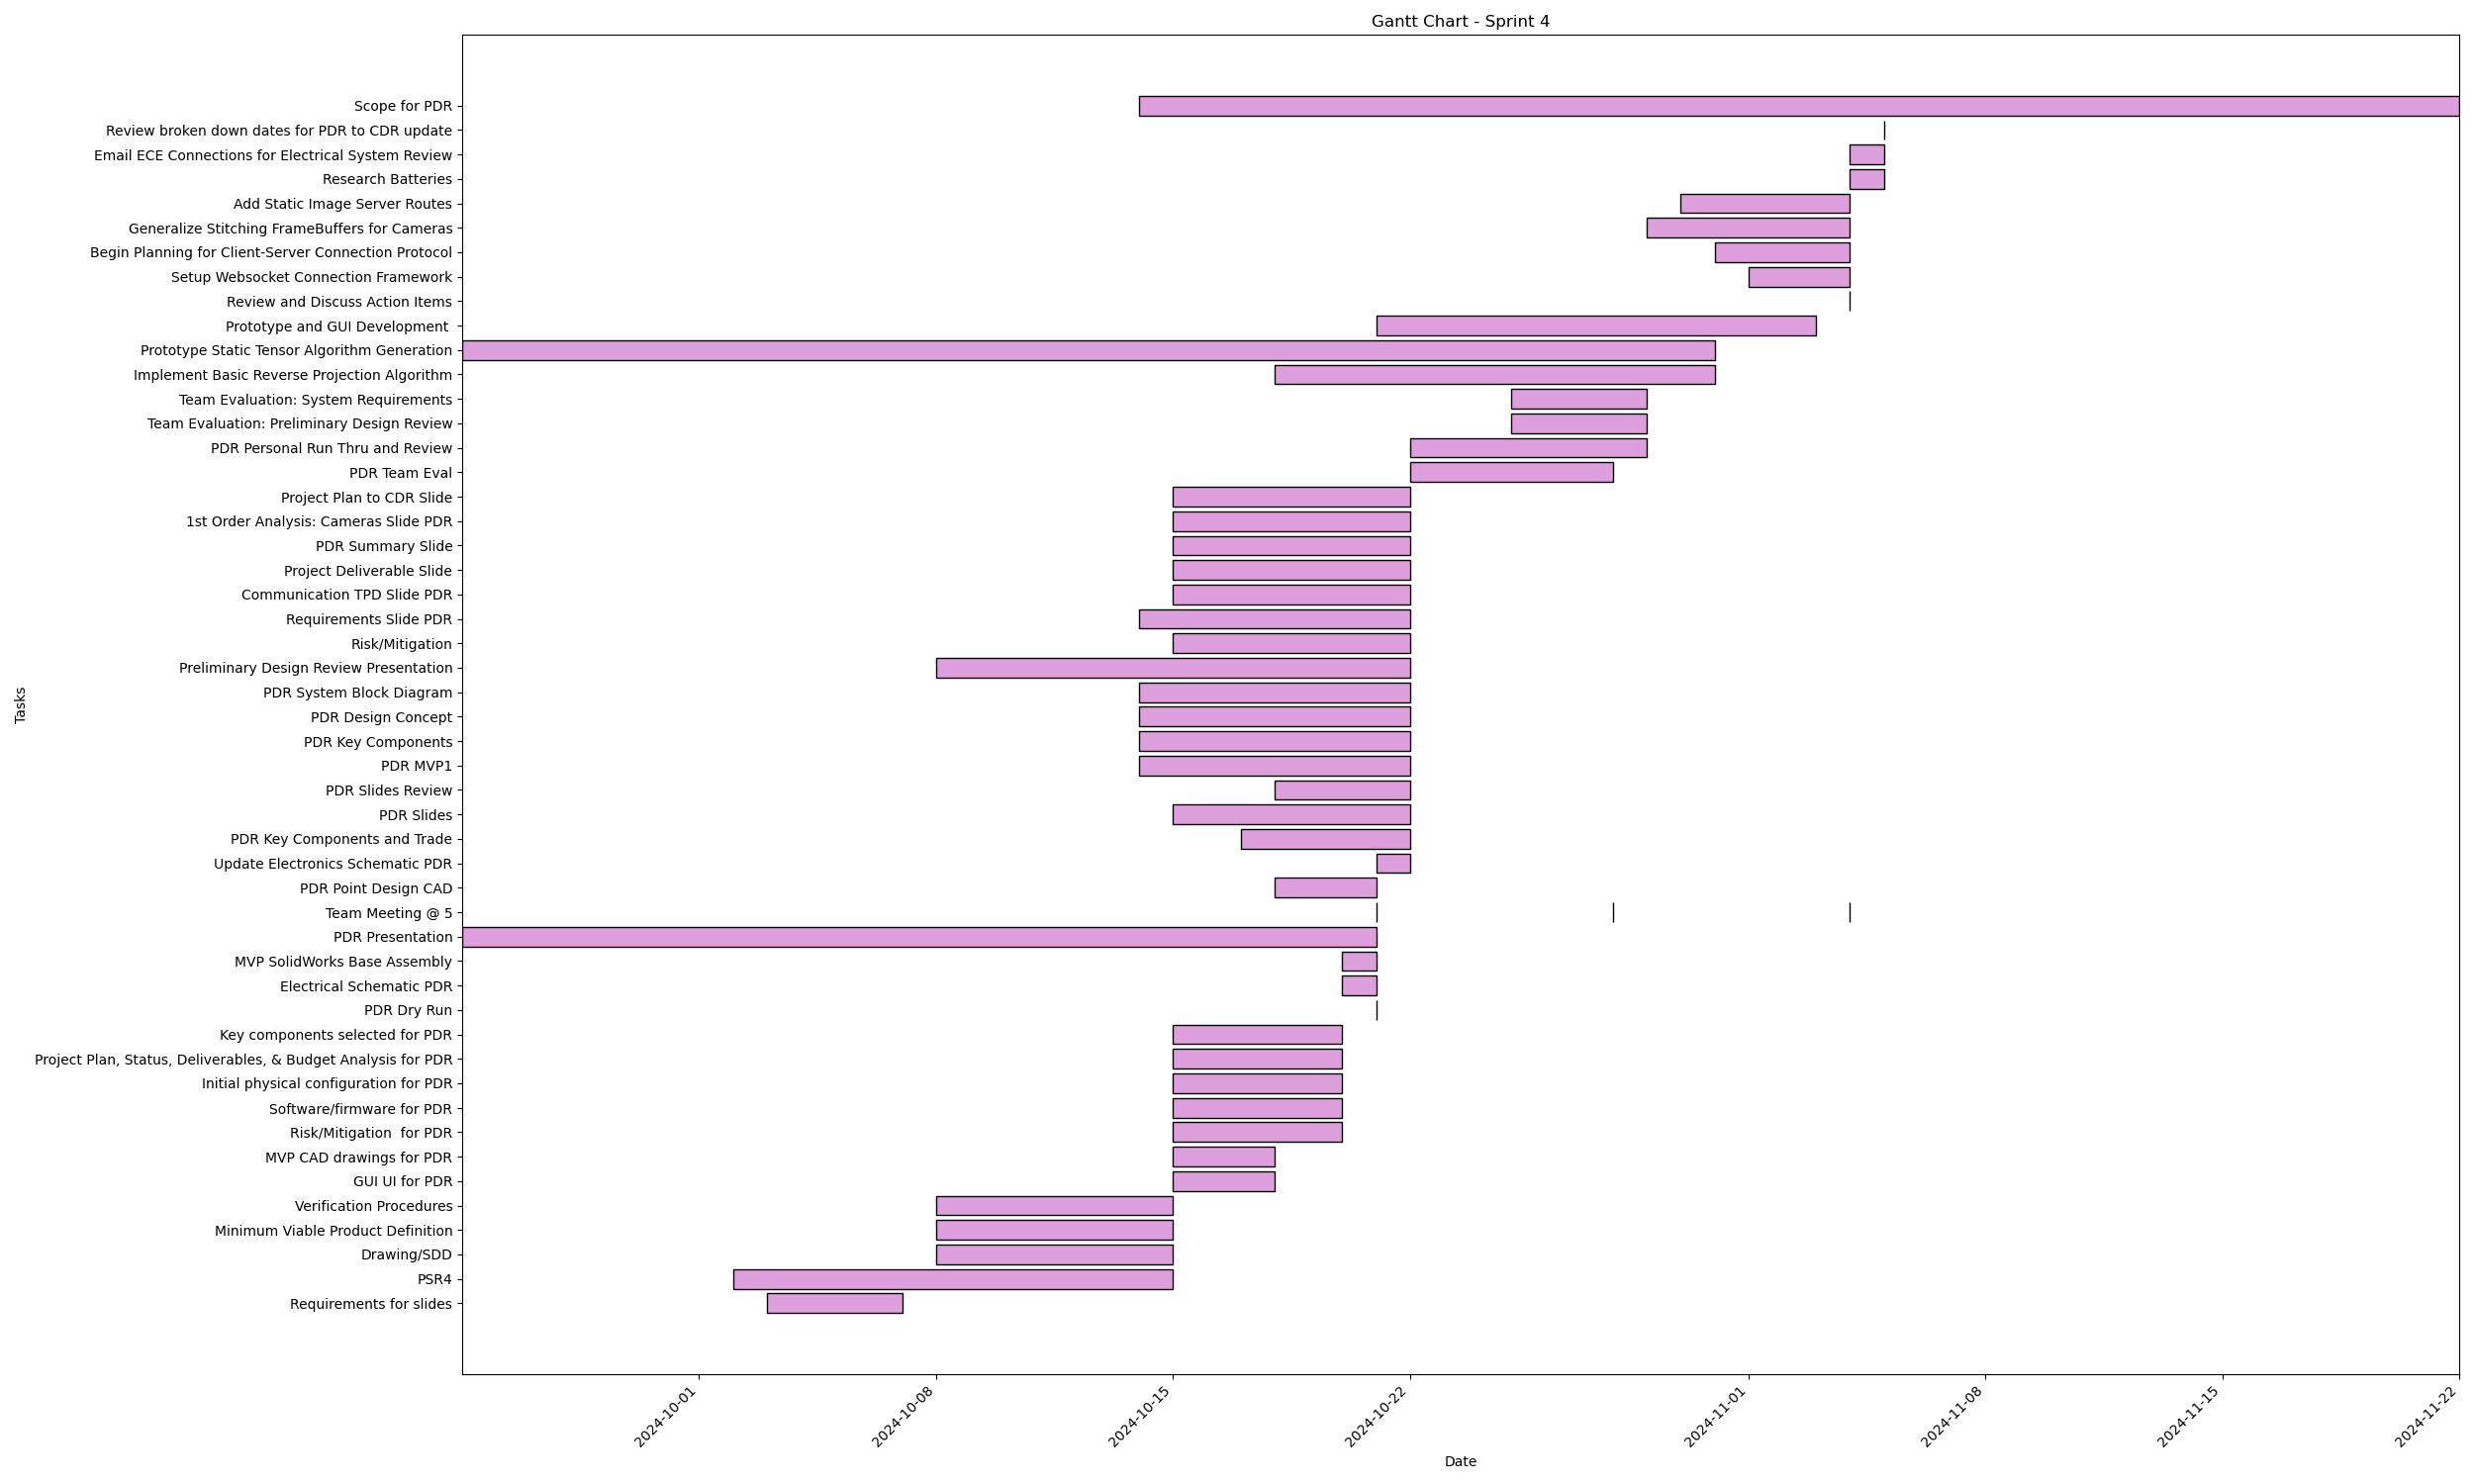 Gantt Chart - Sprint 4
Scope for PDR
Review broken down dates for PDR to CDR update
Email ECE Connections for Electrical System Review
Research Batteries
Add Static Image Server Routes
Generalize Stitching FrameBuffers for Cameras
Begin Planning for Client-Server Connection Protocol
Setup Websocket Connection Framework
Review and Discuss Action Items
Prototype and GUI Development
Prototype Static Tensor Algorithm Generation
Implement Basic Reverse Projection Algorithm
Team Evaluation: System Requirements
Team Evaluation: Preliminary Design Review
PDR Personal Run Thru and Review
PDR Team Eval
Project Plan to CDR Slide
1st Order Analysis: Cameras Slide PDR
PDR Summary Slide
Project Deliverable Slide
Communication TPD Slide PDR
Requirements Slide PDR
Risk/Mitigation
Preliminary Design Review Presentation
PDR System Block Diagram
PDR Design Concept
PDR Key Components
PDR MVP1
PDR Slides Review
PDR Slides
PDR Key Components and Trade
Update Electronics Schematic PDR
PDR Point Design CAD
Team Meeting @ 5
PDR Presentation
MVP SolidWorks Base Assembly
Electrical Schematic PDR
PDR Dry Run
Key components selected for PDR
Project Plan, Status, Deliverables, & Budget Analysis for PDR
Initial physical configuration for PDR
Software/firmware for PDR
Risk/Mitigation  for PDR
MVP CAD drawings for PDR
GUI UI for PDR
Verification Procedures
Minimum Viable Product Definition
Drawing/SDD
PSR4
Requirements for slides
Tasks
2024-10-01
2024-10-08
2024-10-15
2024-10-22
2024-11-01
2024-11-08
2024-11-15
2024-11-22
Date